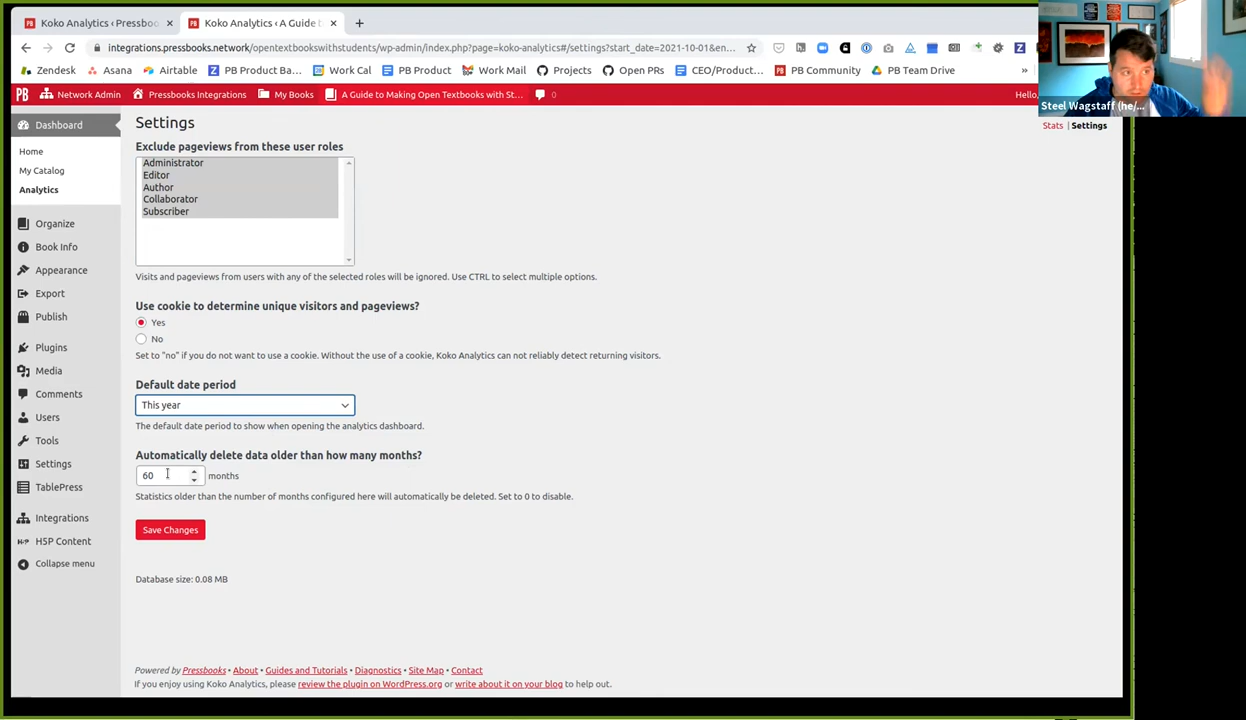 PB Koko Analytics ‹ Pressboo × PB Koko Analytics ‹ A Guide t × +
integrations.pressbooks.network/opentextbookswithstudents/wp-admin/index.php?page=koko-analytics#/settings?start_date=2021-10-01&en...
Zendesk Asana Airtable PB Product Ba... Work Cal PB Product Work Mail Projects Open PRs CEO/Product... PB Community PB Team Drive »
PB Network Admin Pressbooks Integrations My Books A Guide to Making Open Textbooks with St... 0 Hello,
Steel Wagstaff (he/...
Stats | Settings
Dashboard
Home
My Catalog
Analytics
Organize
Book Info
Appearance
Export
Publish
Plugins
Media
Comments
Users
Tools
Settings
TablePress
Integrations
H5P Content
Collapse menu
Settings
Exclude pageviews from these user roles
Administrator
Editor
Author
Collaborator
Subscriber
Visits and pageviews from users with any of the selected roles will be ignored. Use CTRL to select multiple options.
Use cookie to determine unique visitors and pageviews?
Yes
No
Set to "no" if you do not want to use a cookie. Without the use of a cookie, Koko Analytics can not reliably detect returning visitors.
Default date period
This year
The default date period to show when opening the analytics dashboard.
Automatically delete data older than how many months?
60 months
Statistics older than the number of months configured here will automatically be deleted. Set to 0 to disable.
Save Changes
Database size: 0.08 MB
Powered by Pressbooks • About • Guides and Tutorials • Diagnostics • Site Map • Contact
If you enjoy using Koko Analytics, please review the plugin on WordPress.org or write about it on your blog to help out.